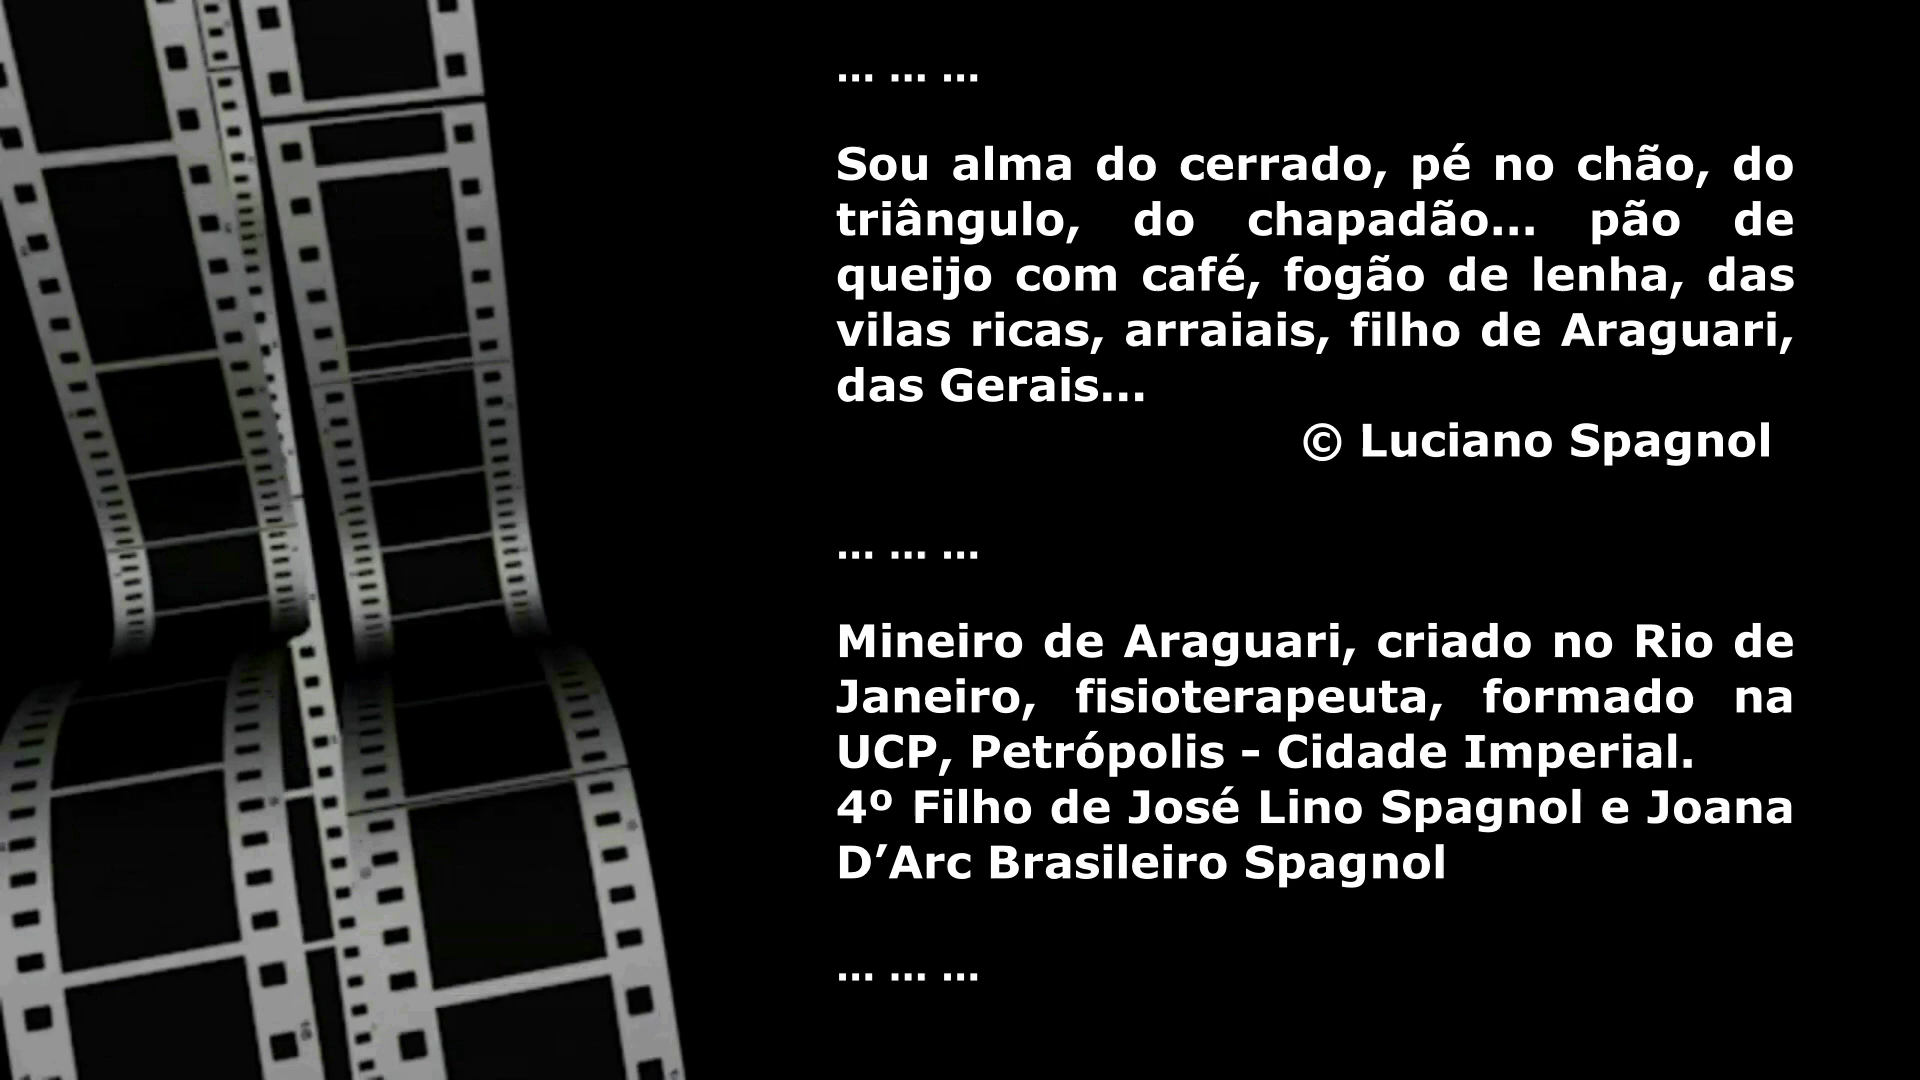 ... ... ...
Sou alma do cerrado, pé no chão, do
triângulo, do chapadão... pão de
queijo com café, fogão de lenha, das
vilas ricas, arraiais, filho de Araguari,
das Gerais...
© Luciano Spagnol
... ... ...
Mineiro de Araguari, criado no Rio de
Janeiro, fisioterapeuta, formado na
UCP, Petrópolis - Cidade Imperial.
4º Filho de José Lino Spagnol e Joana
D’Arc Brasileiro Spagnol
... ... ...